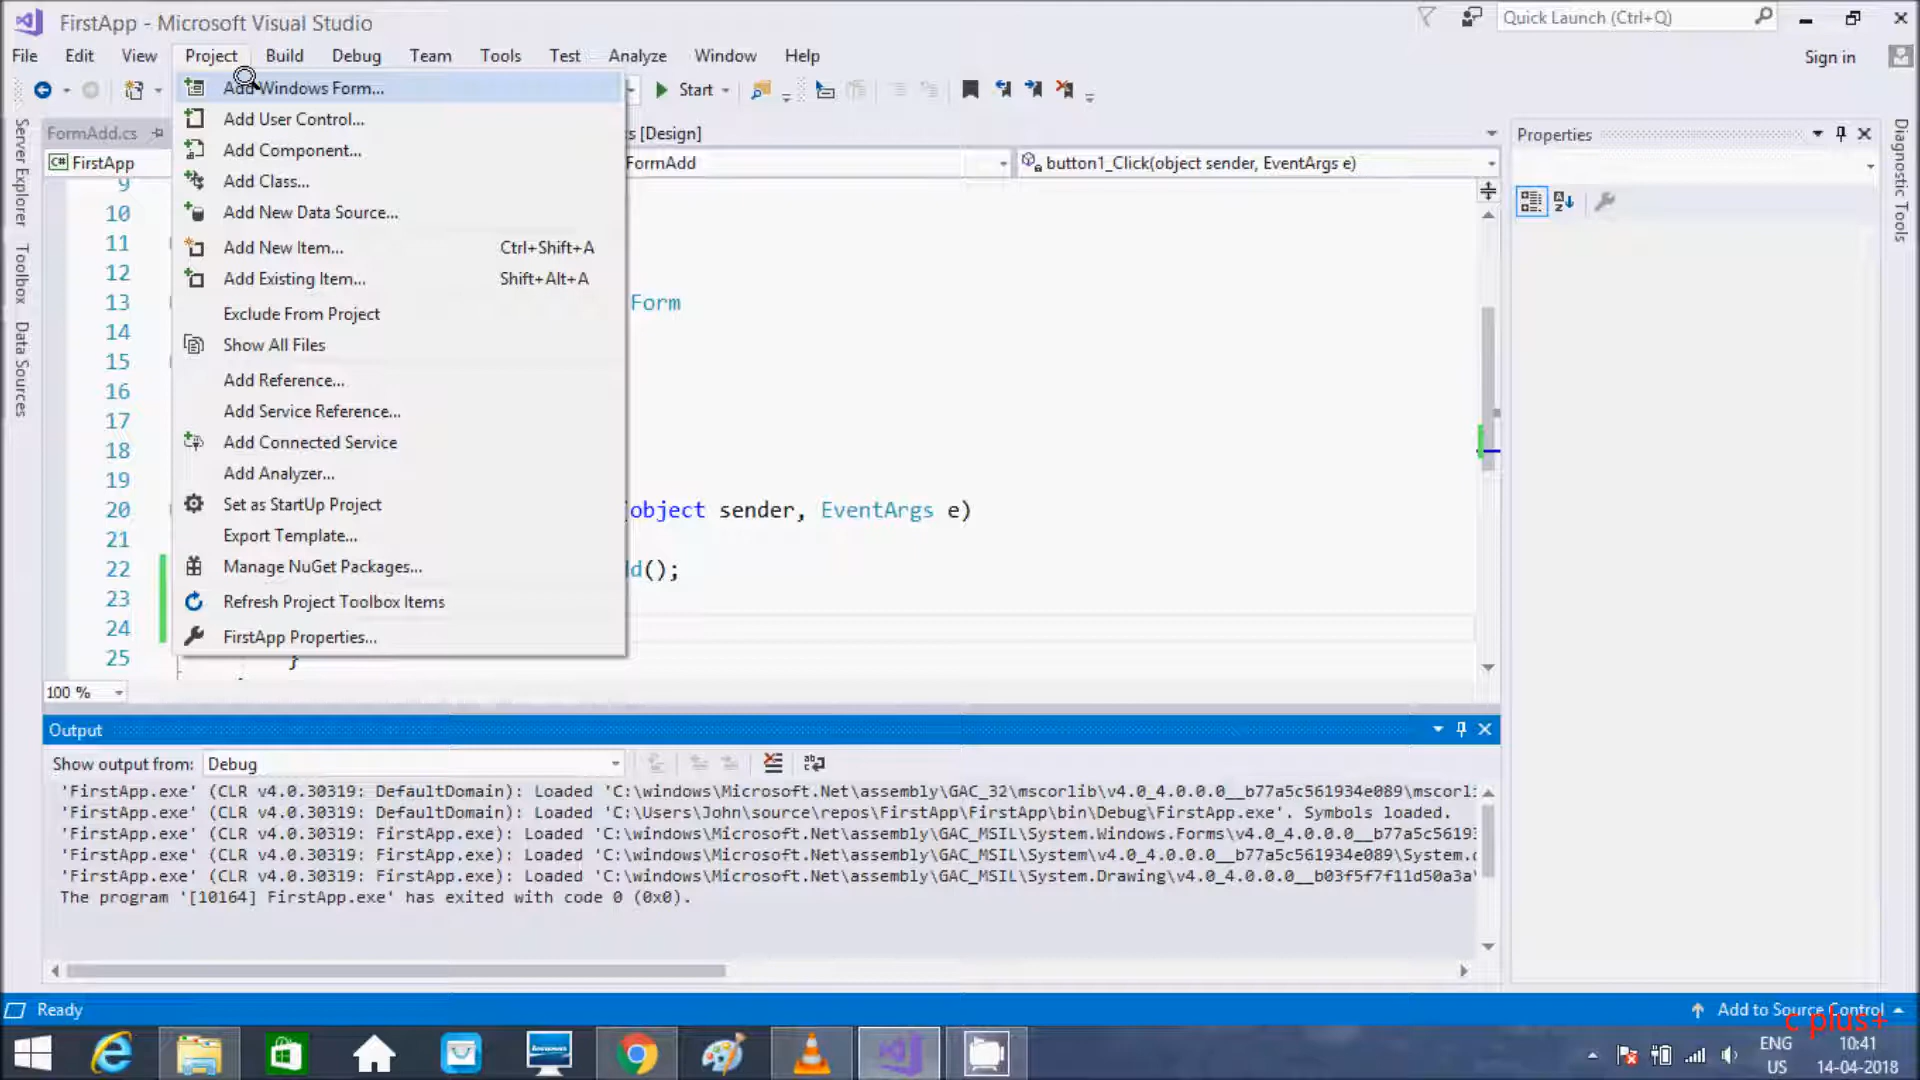 FirstApp - Microsoft Visual Studio
Quick Launch (Ctrl+Q)
File Edit View Project Build Debug Team Tools Test Analyze Window Help
Sign in
Start
Add Windows Form...
Add User Control...
Add Component...
Add Class...
Add New Data Source...
Add New Item... Ctrl+Shift+A
Add Existing Item... Shift+Alt+A
Exclude From Project
Show All Files
Add Reference...
Add Service Reference...
Add Connected Service
Add Analyzer...
Set as StartUp Project
Export Template...
Manage NuGet Packages...
Refresh Project Toolbox Items
FirstApp Properties...
Server Explorer
Toolbox
Data Sources
FormAdd.cs
s [Design]
C# FirstApp
FormAdd
button1_Click(object sender, EventArgs e)
9
10
11
12
13 Form
14
15
16
17
18
19
20 (object sender, EventArgs e)
21
22 dd();
23
24
25 }
100 %
Properties
Diagnostic Tools
Output
Show output from: Debug
'FirstApp.exe' (CLR v4.0.30319: DefaultDomain): Loaded 'C:\windows\Microsoft.Net\assembly\GAC_32\mscorlib\v4.0_4.0.0.0__b77a5c561934e089\mscorli
'FirstApp.exe' (CLR v4.0.30319: DefaultDomain): Loaded 'C:\Users\John\source\repos\FirstApp\FirstApp\bin\Debug\FirstApp.exe'. Symbols loaded.
'FirstApp.exe' (CLR v4.0.30319: FirstApp.exe): Loaded 'C:\windows\Microsoft.Net\assembly\GAC_MSIL\System.Windows.Forms\v4.0_4.0.0.0__b77a5c5619
'FirstApp.exe' (CLR v4.0.30319: FirstApp.exe): Loaded 'C:\windows\Microsoft.Net\assembly\GAC_MSIL\System\v4.0_4.0.0.0__b77a5c561934e089\System.
'FirstApp.exe' (CLR v4.0.30319: FirstApp.exe): Loaded 'C:\windows\Microsoft.Net\assembly\GAC_MSIL\System.Drawing\v4.0_4.0.0.0__b03f5f7f11d50a3a\
The program '[10164] FirstApp.exe' has exited with code 0 (0x0).
Ready
Add to Source Control
c plus+
ENG 10:41
US 14-04-2018